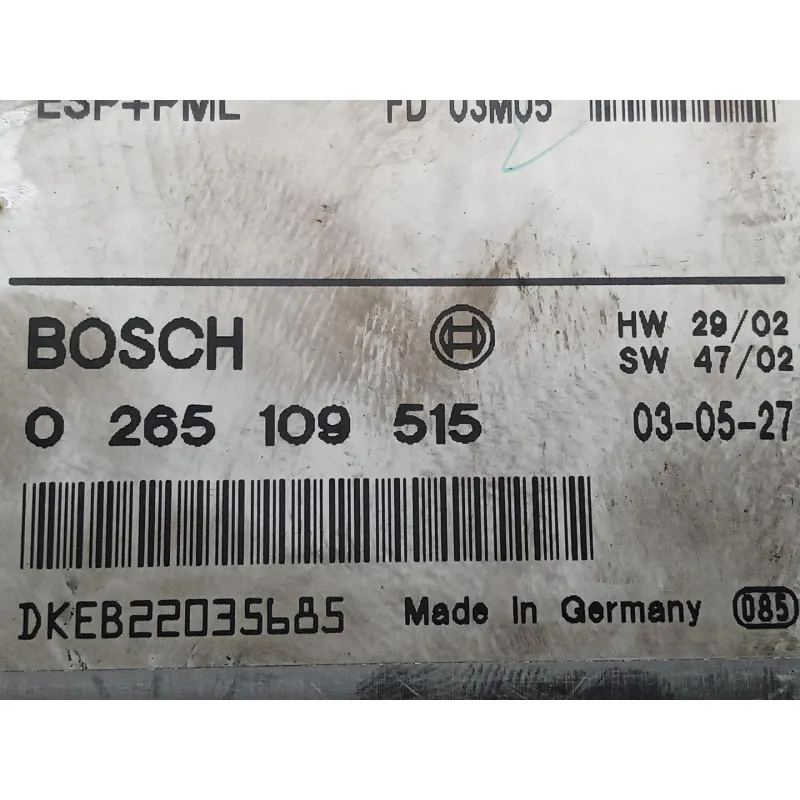 ESP+PML FD 03M05
BOSCH HW 29/02
SW 47/02
0 265 109 515 03-05-27
DKEB22035685 Made in Germany 085